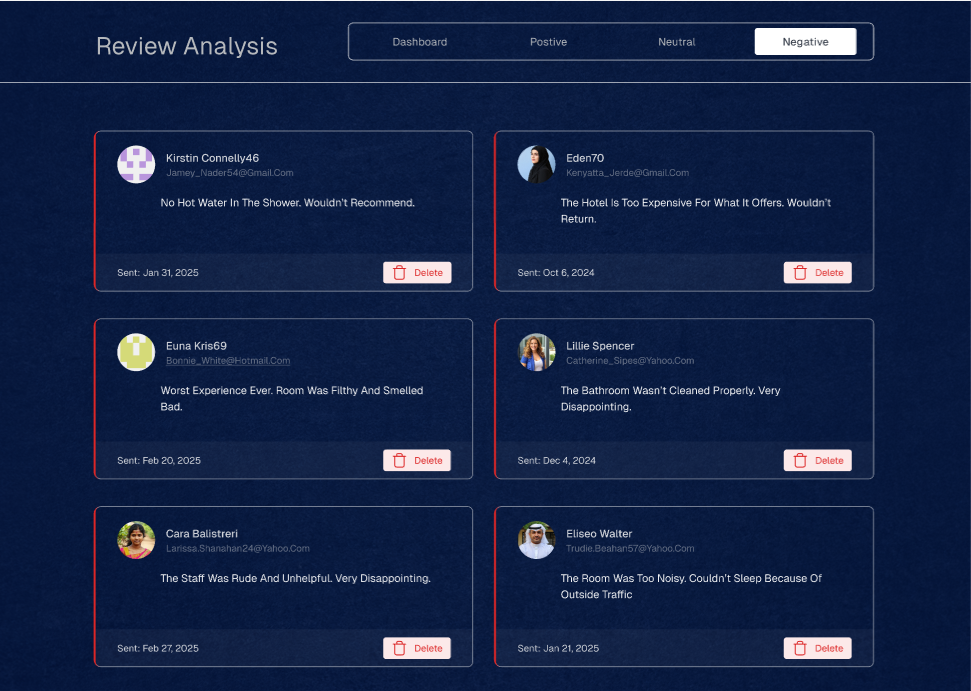 Review Analysis
Dashboard
Postive
Neutral
Negative
Kirstin Connelly46
Jamey_Nader54@Gmail.Com
No Hot Water In The Shower. Wouldn't Recommend.
Sent: Jan 31, 2025
Delete
Eden70
Kenyatta_Jerde@Gmail.Com
The Hotel Is Too Expensive For What It Offers. Wouldn't
Return.
Sent: Oct 6, 2024
Delete
Euna Kris69
Bonnie_White@Hotmail.Com
Worst Experience Ever. Room Was Filthy And Smelled
Bad.
Sent: Feb 20, 2025
Delete
Lillie Spencer
Catherine_Sipes@Yahoo.Com
The Bathroom Wasn't Cleaned Properly. Very
Disappointing.
Sent: Dec 4, 2024
Delete
Cara Balistreri
Larissa.Shanahan24@Yahoo.Com
The Staff Was Rude And Unhelpful. Very Disappointing.
Sent: Feb 27, 2025
Delete
Eliseo Walter
Trudie.Beahan57@Yahoo.Com
The Room Was Too Noisy. Couldn't Sleep Because Of
Outside Traffic
Sent: Jan 21, 2025
Delete